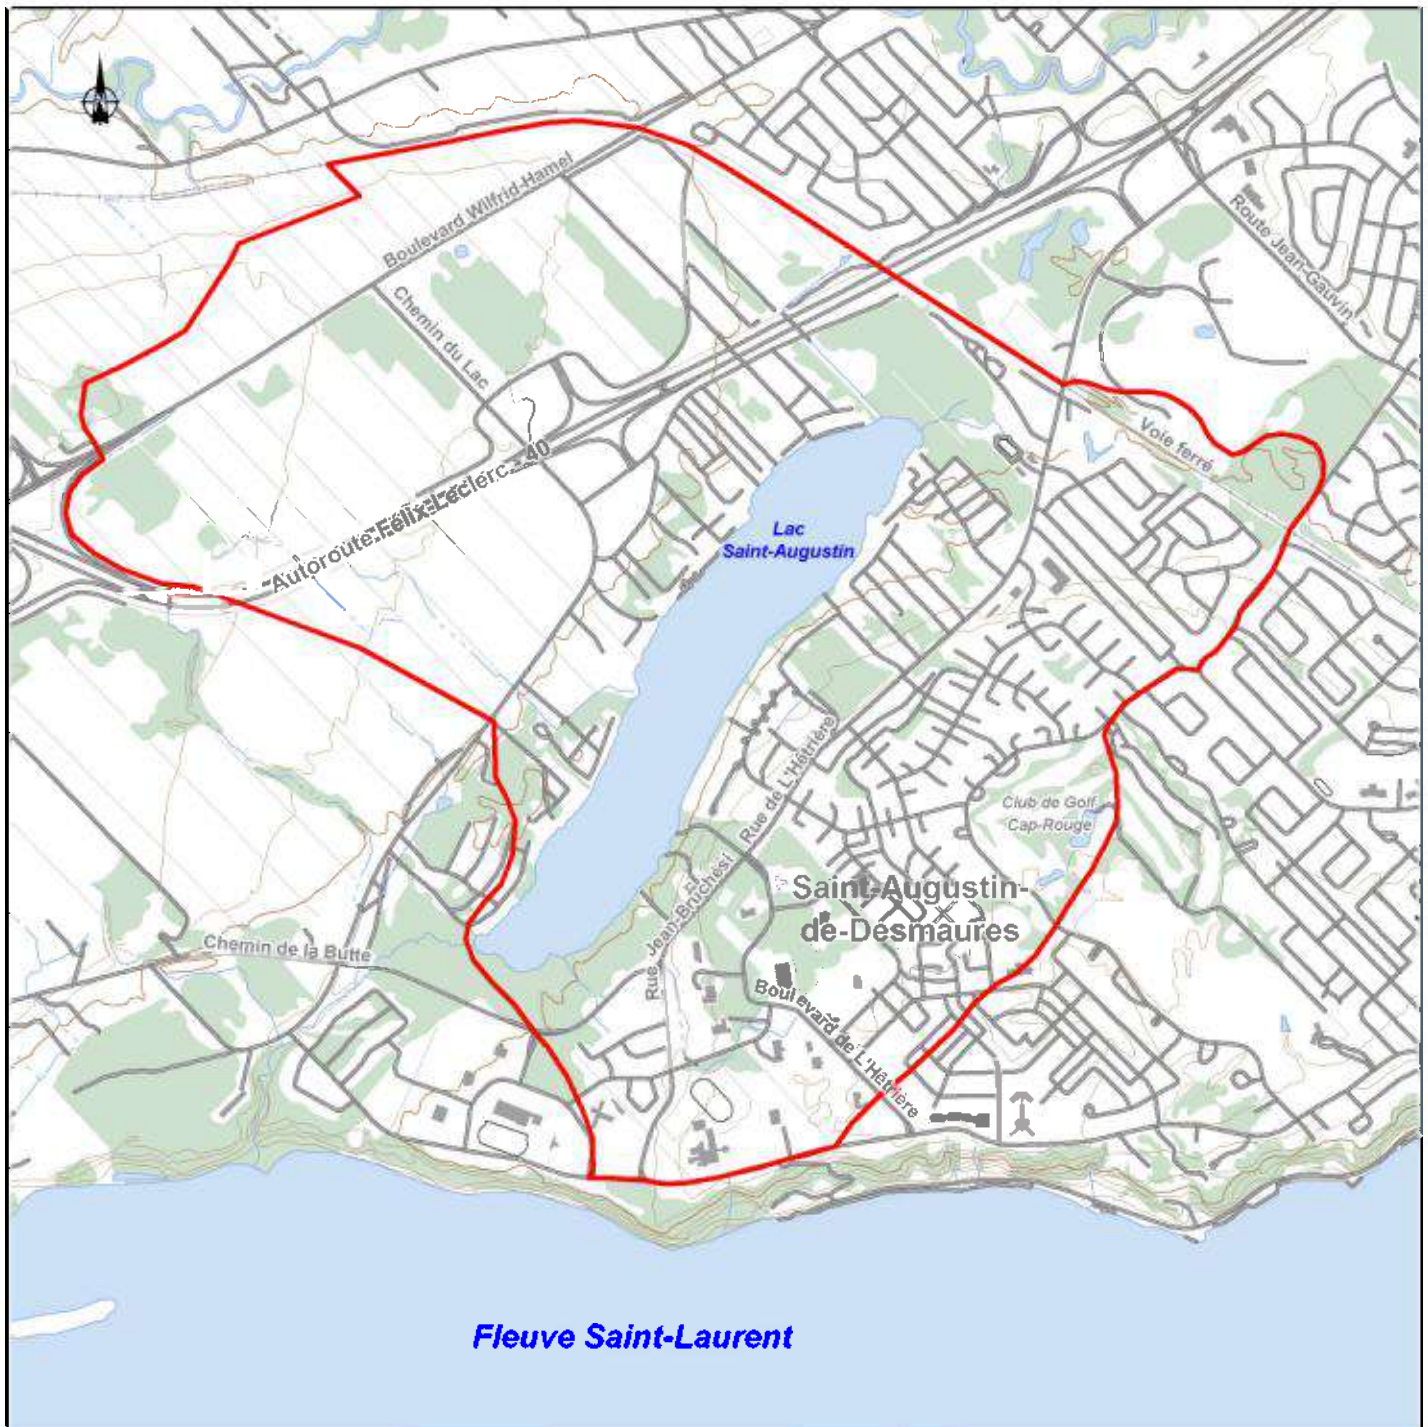 Boulevard Wilfrid-Hamel
Route Jean-Gauvin
Chemin du Lac
Voie ferré
Autoroute-Félix-Leclerc - 40
Lac
Saint-Augustin
Rue de L'Hêtrière
Club de Golf
Cap-Rouge
Rue Jean-Bruchési
Saint-Augustin-
de-Desmaures
Chemin de la Butte
Boulevard de L'Hêtrière
Fleuve Saint-Laurent